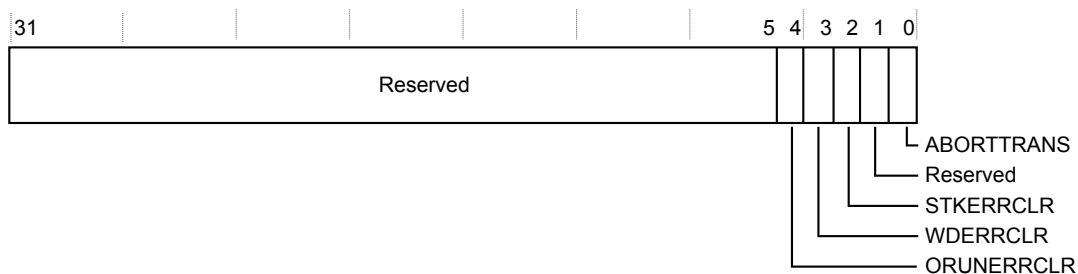 31 5 4 3 2 1 0
Reserved
ABORTTRANS
Reserved
STKERRCLR
WDERRCLR
ORUNERRCLR